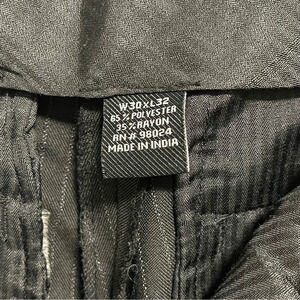 W30XL32
65% POLYESTER
35% RAYON
RN# 98024
MADE IN INDIA